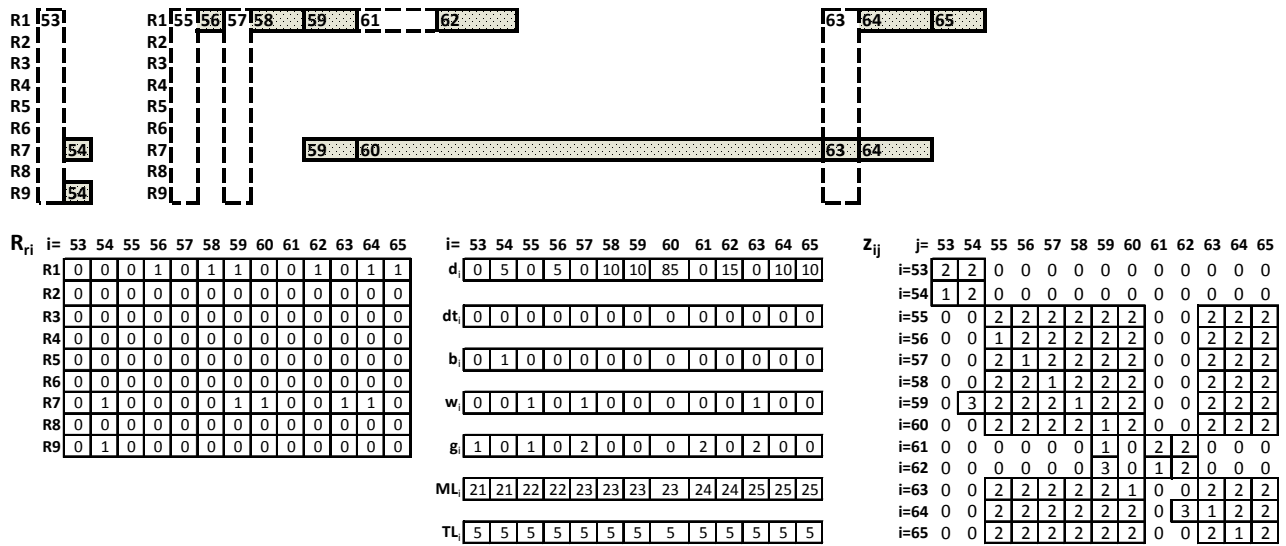 R1 53 R1 55 56 57 58 59 61 62 63 64 65
R2 R2
R3 R3
R4 R4
R5 R5
R6 R6
R7 54 R7 59 60 63 64
R8 R8
R9 54 R9
Rri i= 53 54 55 56 57 58 59 60 61 62 63 64 65 i= 53 54 55 56 57 58 59 60 61 62 63 64 65 zij j= 53 54 55 56 57 58 59 60 61 62 63 64 65
R1 0 0 0 1 0 1 1 0 0 1 0 1 1 di 0 5 0 5 0 10 10 85 0 15 0 10 10 i=53 2 2 0 0 0 0 0 0 0 0 0 0 0
R2 0 0 0 0 0 0 0 0 0 0 0 0 0 i=54 1 2 0 0 0 0 0 0 0 0 0 0 0
R3 0 0 0 0 0 0 0 0 0 0 0 0 0 dti 0 0 0 0 0 0 0 0 0 0 0 0 0 i=55 0 0 2 2 2 2 2 2 0 0 2 2 2
R4 0 0 0 0 0 0 0 0 0 0 0 0 0 i=56 0 0 1 2 2 2 2 2 0 0 2 2 2
R5 0 0 0 0 0 0 0 0 0 0 0 0 0 bi 0 1 0 0 0 0 0 0 0 0 0 0 0 i=57 0 0 2 1 2 2 2 2 0 0 2 2 2
R6 0 0 0 0 0 0 0 0 0 0 0 0 0 i=58 0 0 2 2 1 2 2 2 0 0 2 2 2
R7 0 1 0 0 0 0 1 1 0 0 1 1 0 wi 0 0 1 0 1 0 0 0 0 0 1 0 0 i=59 0 3 2 2 2 1 2 2 0 0 2 2 2
R8 0 0 0 0 0 0 0 0 0 0 0 0 0 i=60 0 0 2 2 2 2 1 2 0 0 2 2 2
R9 0 1 0 0 0 0 0 0 0 0 0 0 0 gi 1 0 1 0 2 0 0 0 2 0 2 0 0 i=61 0 0 0 0 0 0 1 0 2 2 0 0 0
i=62 0 0 0 0 0 0 3 0 1 2 0 0 0
MLi 21 21 22 22 23 23 23 23 24 24 25 25 25 i=63 0 0 2 2 2 2 2 1 0 0 2 2 2
i=64 0 0 2 2 2 2 2 2 0 3 1 2 2
TLi 5 5 5 5 5 5 5 5 5 5 5 5 5 i=65 0 0 2 2 2 2 2 2 0 0 2 1 2